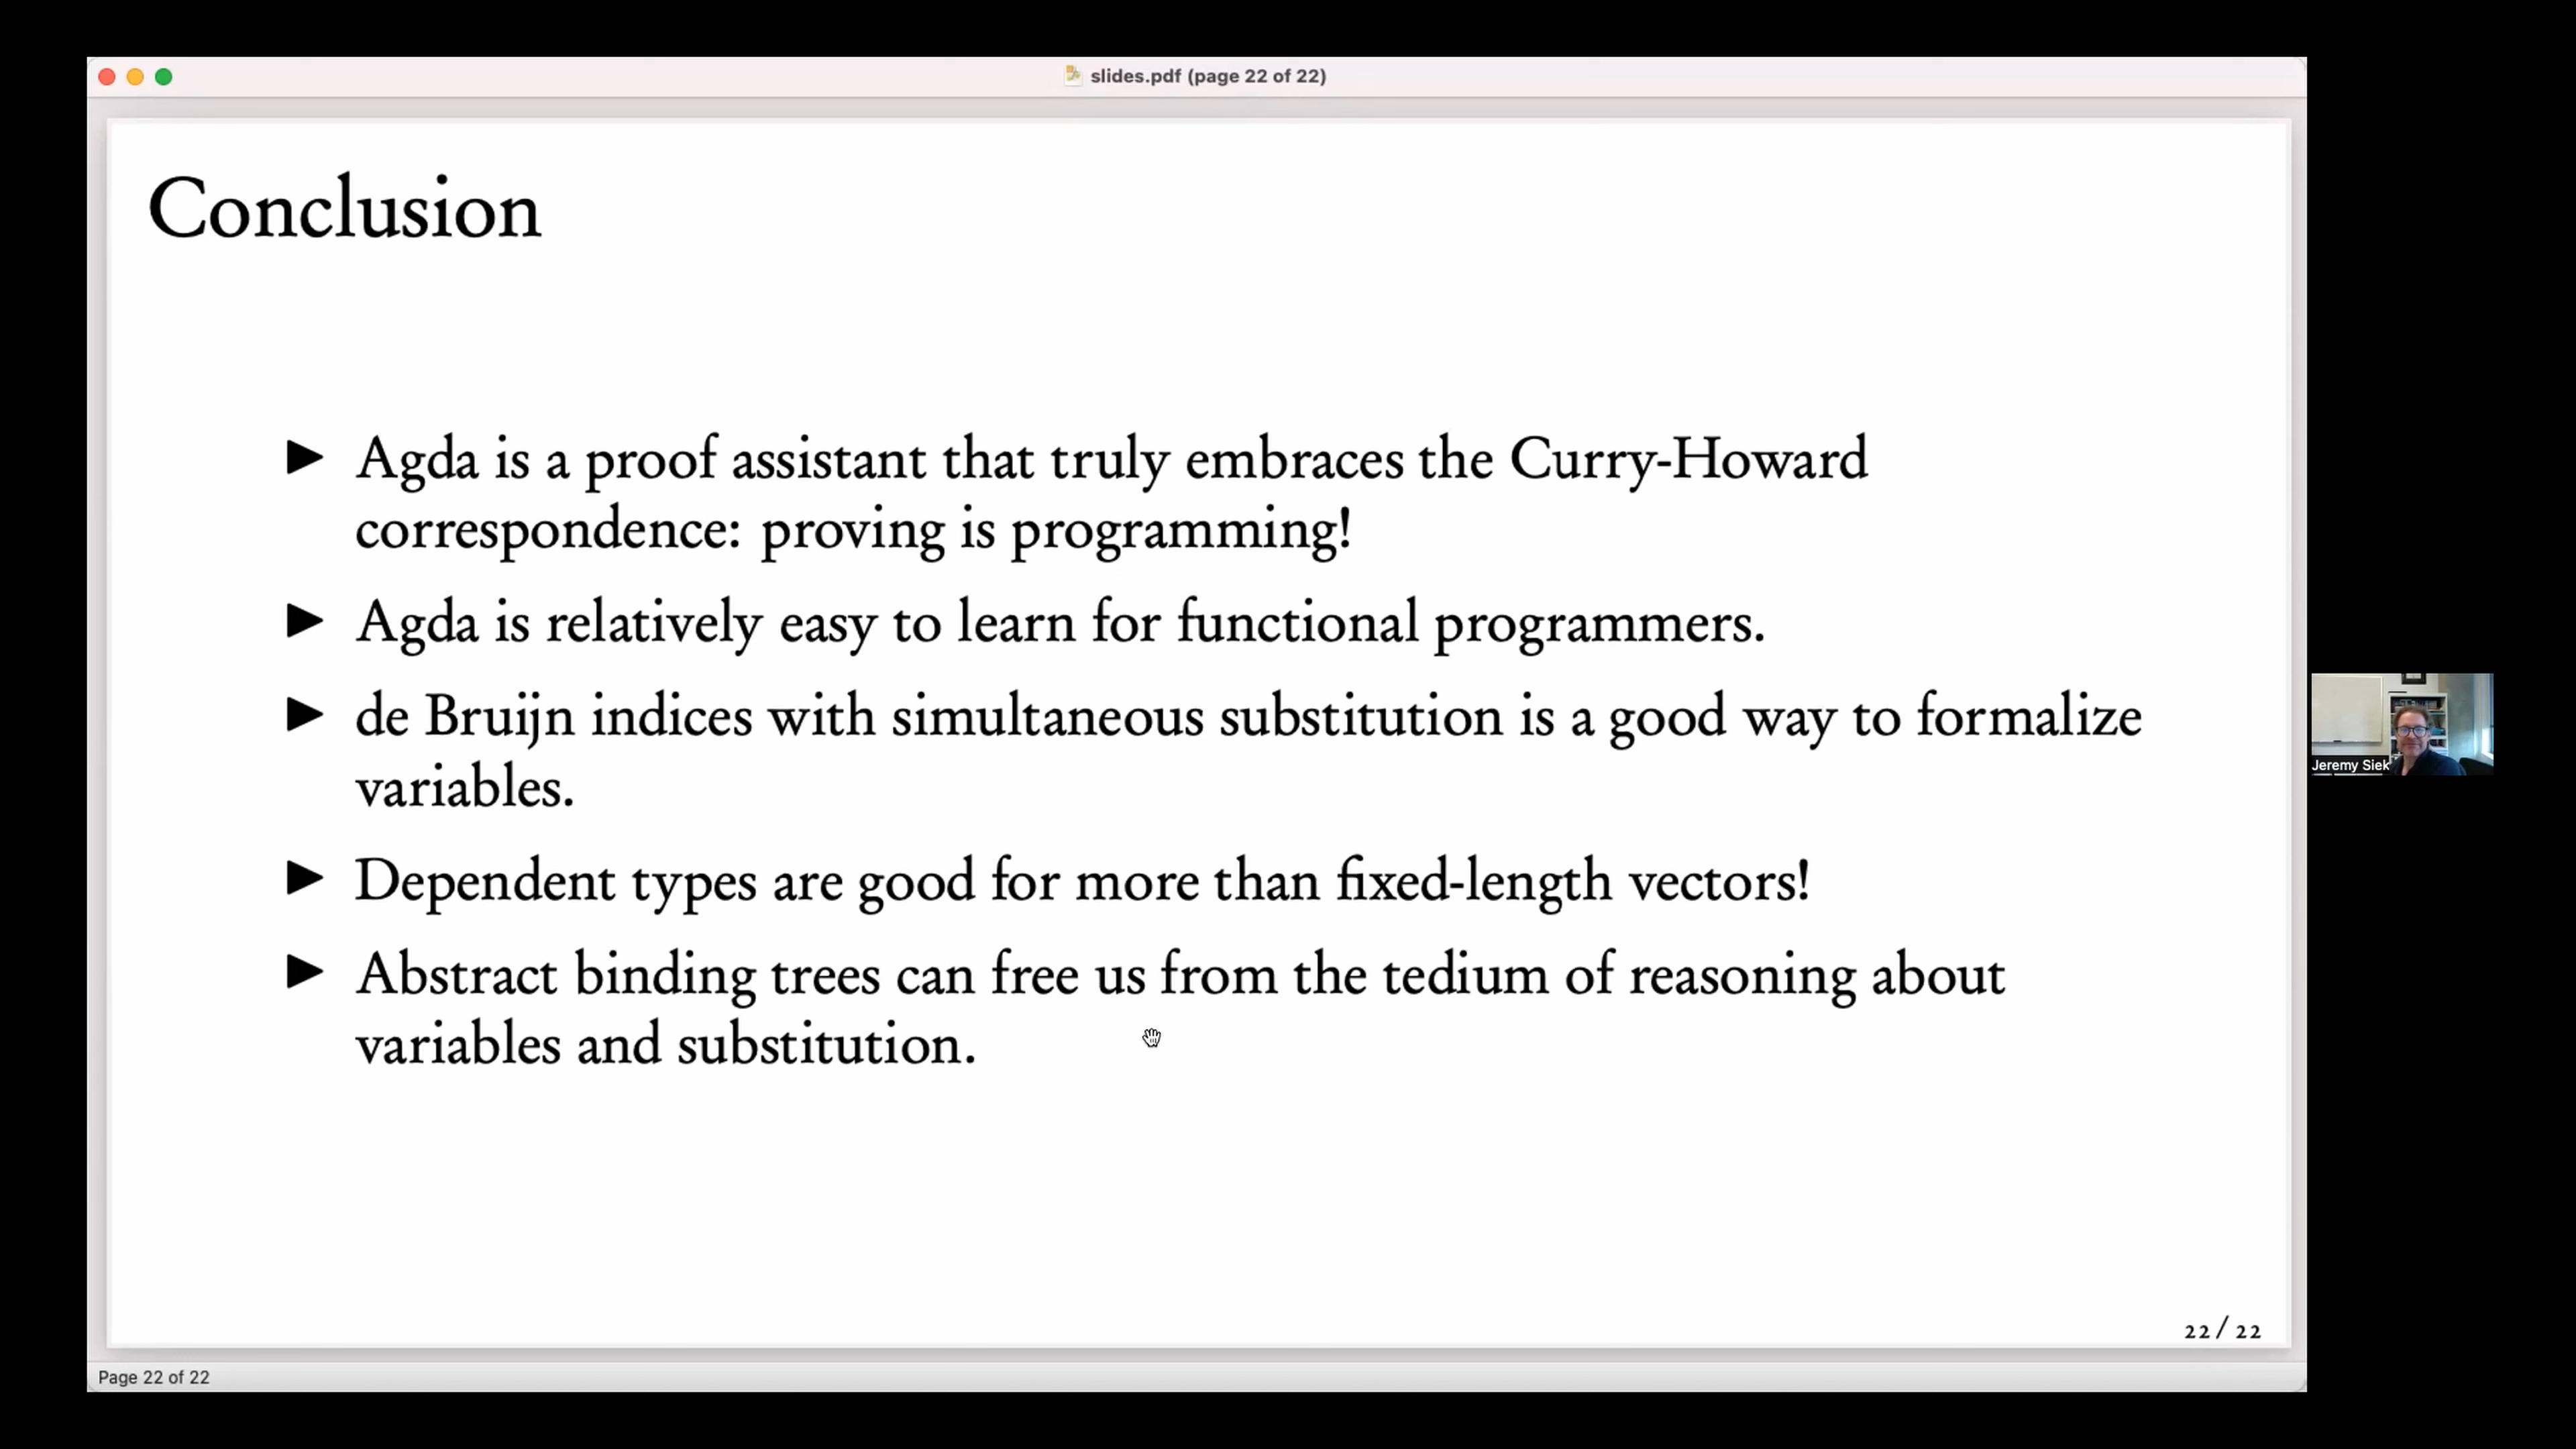 slides.pdf (page 22 of 22)
Conclusion
▶ Agda is a proof assistant that truly embraces the Curry-Howard
correspondence: proving is programming!
▶ Agda is relatively easy to learn for functional programmers.
▶ de Bruijn indices with simultaneous substitution is a good way to formalize
variables.
▶ Dependent types are good for more than fixed-length vectors!
▶ Abstract binding trees can free us from the tedium of reasoning about
variables and substitution.
Jeremy Siek
22 / 22
Page 22 of 22